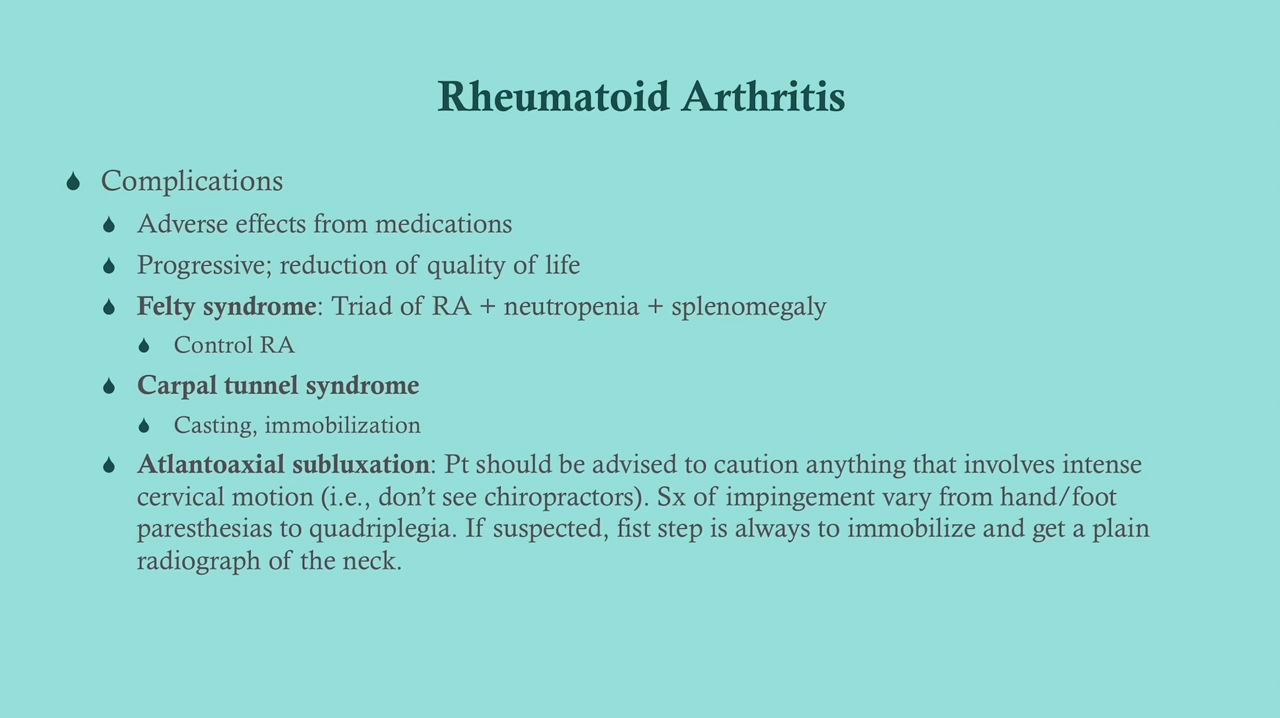 Rheumatoid Arthritis
Complications
Adverse effects from medications
Progressive; reduction of quality of life
Felty syndrome: Triad of RA + neutropenia + splenomegaly
Control RA
Carpal tunnel syndrome
Casting, immobilization
Atlantoaxial subluxation: Pt should be advised to caution anything that involves intense
cervical motion (i.e., don’t see chiropractors). Sx of impingement vary from hand/foot
paresthesias to quadriplegia. If suspected, fist step is always to immobilize and get a plain
radiograph of the neck.